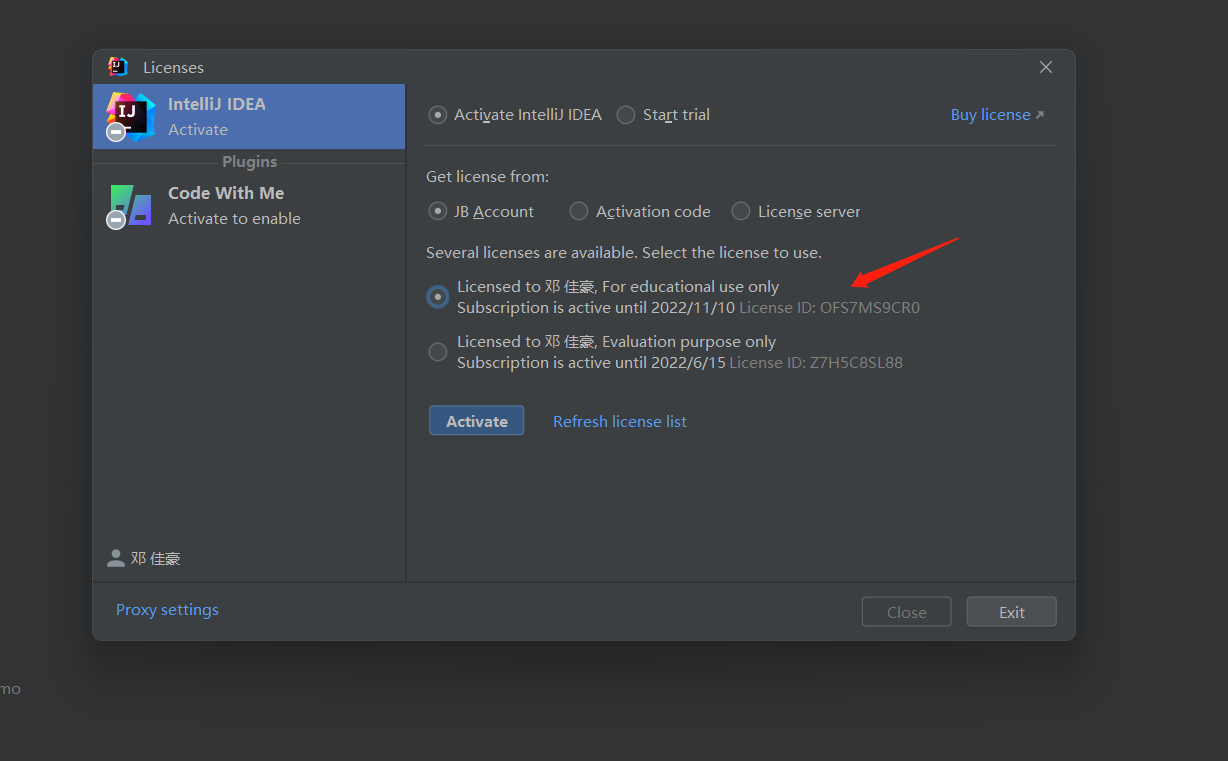 Licenses
IJ
IntelliJ IDEA
Activate
Plugins
Code With Me
Activate to enable
邓 佳豪
Activate IntelliJ IDEA
Start trial
Buy license
Get license from:
JB Account
Activation code
License server
Several licenses are available. Select the license to use.
Licensed to 邓 佳豪, For educational use only
Subscription is active until 2022/11/10 License ID: OFS7MS9CR0
Licensed to 邓 佳豪, Evaluation purpose only
Subscription is active until 2022/6/15 License ID: Z7H5C8SL88
Activate
Refresh license list
Proxy settings
Close
Exit
mo